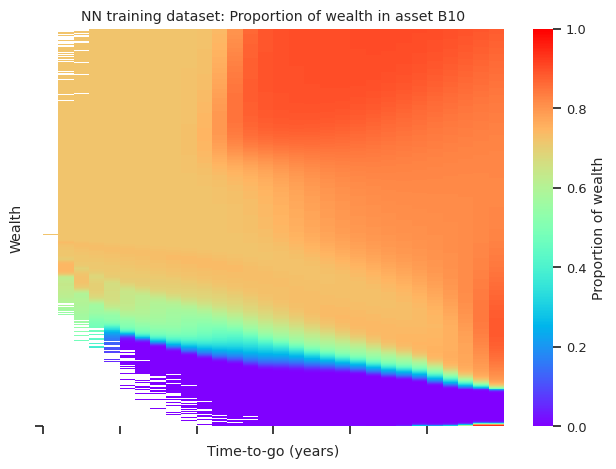 NN training dataset: Proportion of wealth in asset B10
Wealth
Time-to-go (years)
1.0
0.8
0.6
0.4
0.2
0.0
Proportion of wealth